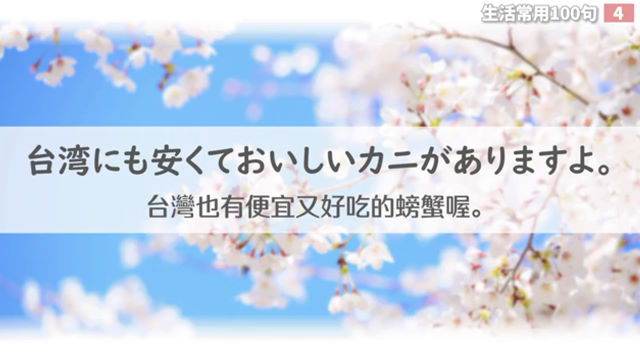 生活常用100句 4
台湾にも安くておいしいカニがありますよ。
台灣也有便宜又好吃的螃蟹喔。